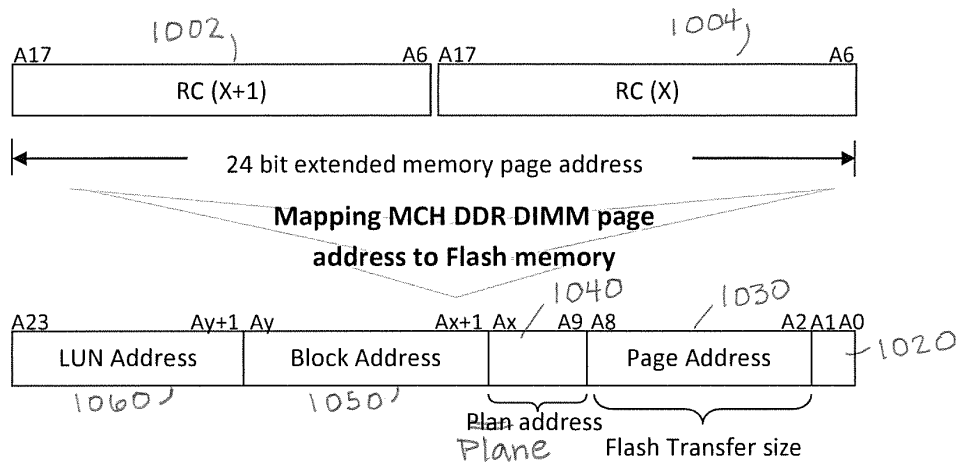 1002 1004
A17 A6 A17 A6
RC (X+1) RC (X)
24 bit extended memory page address
Mapping MCH DDR DIMM page
address to Flash memory
1040 1030
A23 Ay+1 Ay Ax+1 Ax A9 A8 A2 A1 A0
LUN Address Block Address Page Address 1020
1060 1050 Plan address
Plane Flash Transfer size